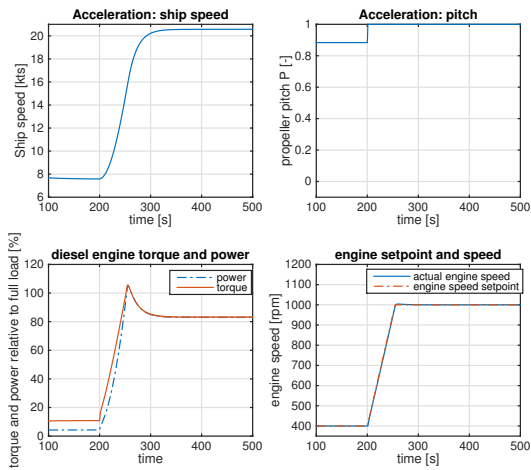 Acceleration: ship speed
Ship speed [kts]
20
18
16
14
12
10
8
6
100 200 300 400 500
time [s]
Acceleration: pitch
propeller pitch P [-]
1
0.8
0.6
0.4
0.2
0
100 200 300 400 500
time [s]
diesel engine torque and power
torque and power relative to full load [%]
120
100
80
60
40
20
0
power
torque
100 200 300 400 500
time
engine setpoint and speed
engine speed [rpm]
1200
1100
1000
900
800
700
600
500
400
actual engine speed
engine speed setpoint
100 200 300 400 500
time [s]